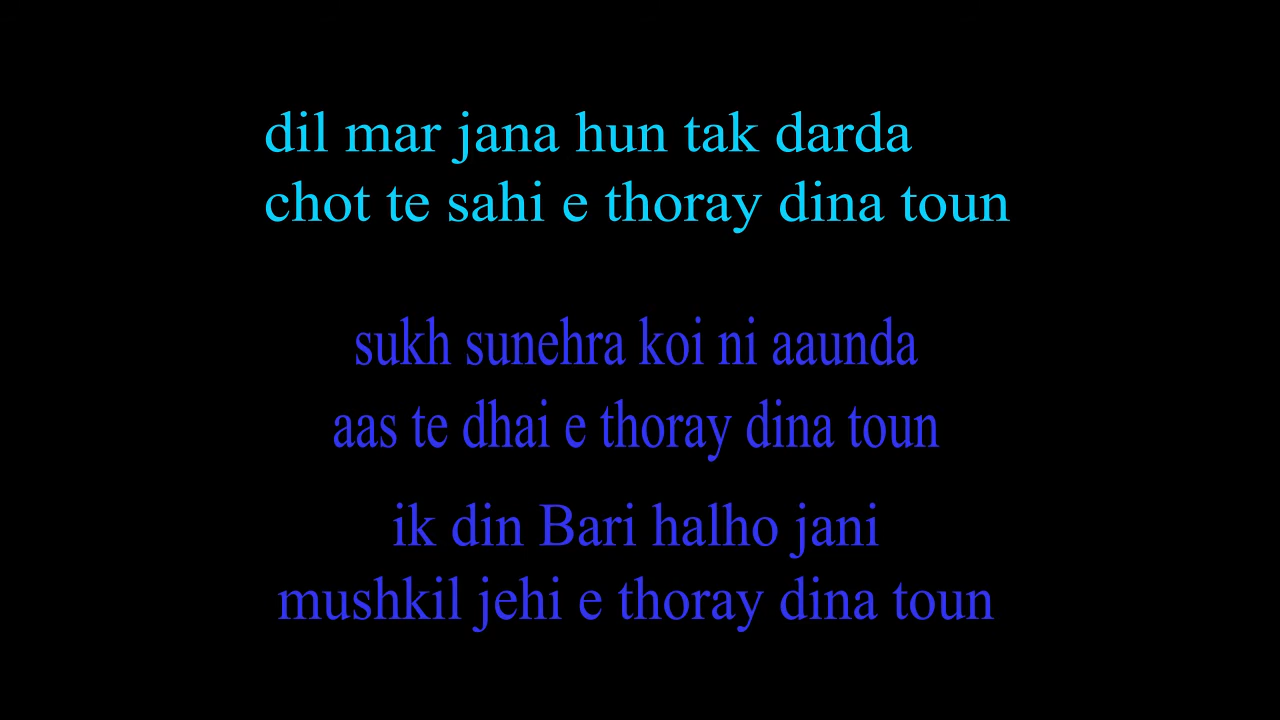 dil mar jana hun tak darda
chot te sahi e thoray dina toun
sukh sunehra koi ni aaunda
aas te dhai e thoray dina toun
ik din Bari halho jani
mushkil jehi e thoray dina toun